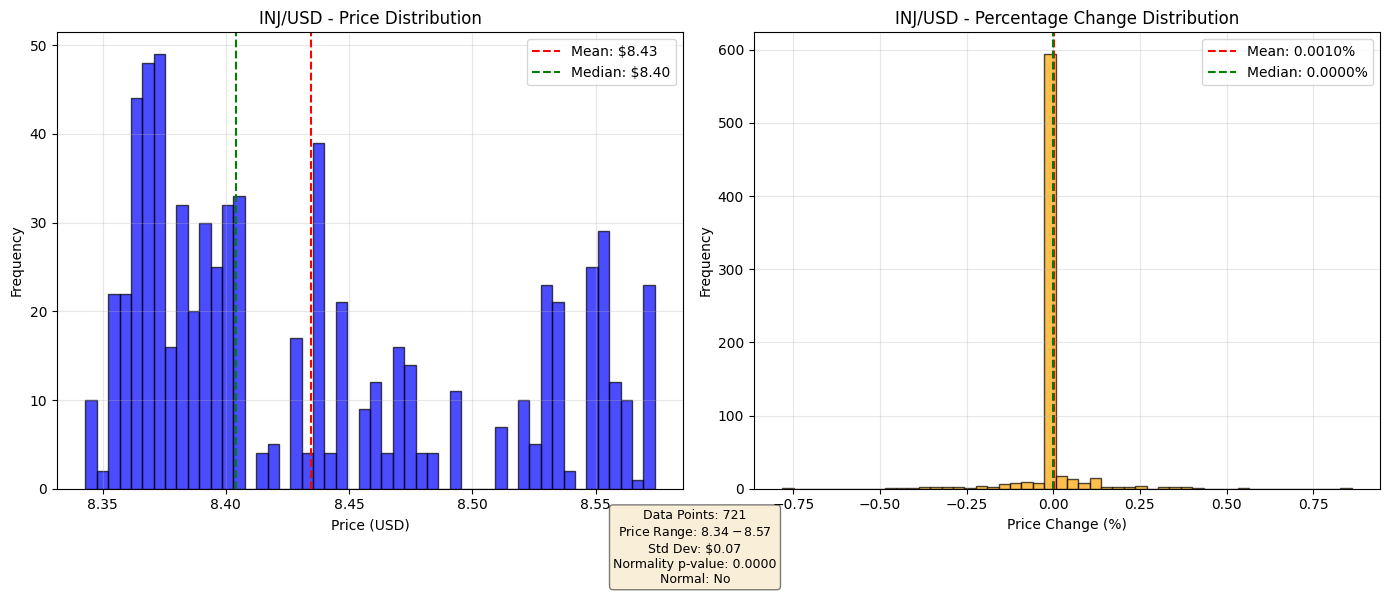 INJ/USD - Price Distribution
50
40
30
20
10
0
Frequency
Mean: $8.43
Median: $8.40
8.35
8.40
8.45
8.50
8.55
Price (USD)
INJ/USD - Percentage Change Distribution
600
500
400
300
200
100
0
Frequency
Mean: 0.0010%
Median: 0.0000%
−0.75
−0.50
−0.25
0.00
0.25
0.50
0.75
Price Change (%)
Data Points: 721
Price Range: 8.34 − 8.57
Std Dev: $0.07
Normality p-value: 0.0000
Normal: No